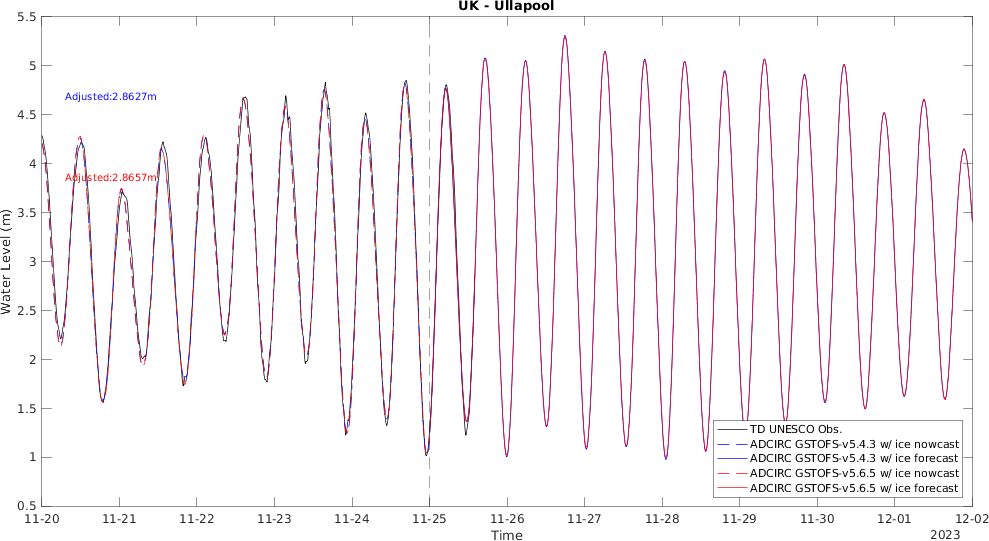 UK - Ullapool
5.5
5
4.5
4
3.5
3
2.5
2
1.5
1
0.5
Water Level (m)
Adjusted:2.8627m
Adjusted:2.8657m
TD UNESCO Obs.
ADCIRC GSTOFS-v5.4.3 w/ ice nowcast
ADCIRC GSTOFS-v5.4.3 w/ ice forecast
ADCIRC GSTOFS-v5.6.5 w/ ice nowcast
ADCIRC GSTOFS-v5.6.5 w/ ice forecast
11-20 11-21 11-22 11-23 11-24 11-25 11-26 11-27 11-28 11-29 11-30 12-01 12-02
Time
2023